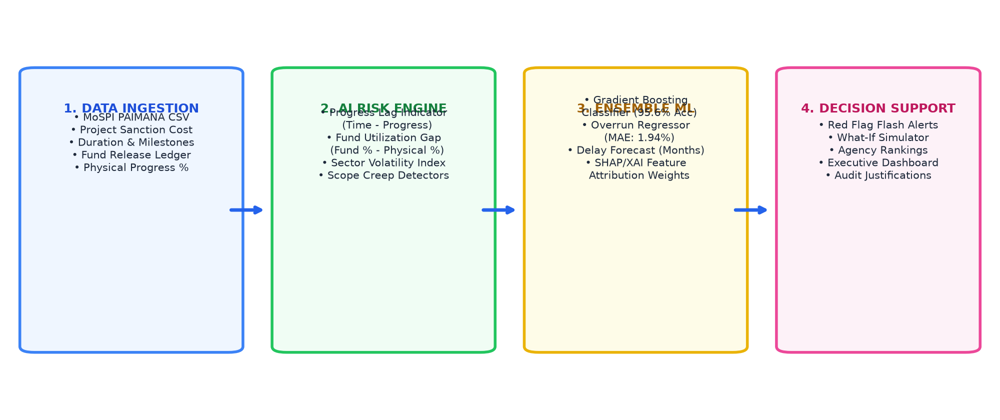 1. DATA INGESTION
• MoSPI PAIMANA CSV
• Project Sanction Cost
• Duration & Milestones
• Fund Release Ledger
• Physical Progress %
2. AI RISK ENGINE
• Progress Lag Indicator
(Time - Progress)
• Fund Utilization Gap
(Fund % - Physical %)
• Sector Volatility Index
• Scope Creep Detectors
3. ENSEMBLE ML
• Gradient Boosting
Classifier (95.6% Acc)
• Overrun Regressor
(MAE: 1.94%)
• Delay Forecast (Months)
• SHAP/XAI Feature
Attribution Weights
4. DECISION SUPPORT
• Red Flag Flash Alerts
• What-If Simulator
• Agency Rankings
• Executive Dashboard
• Audit Justifications